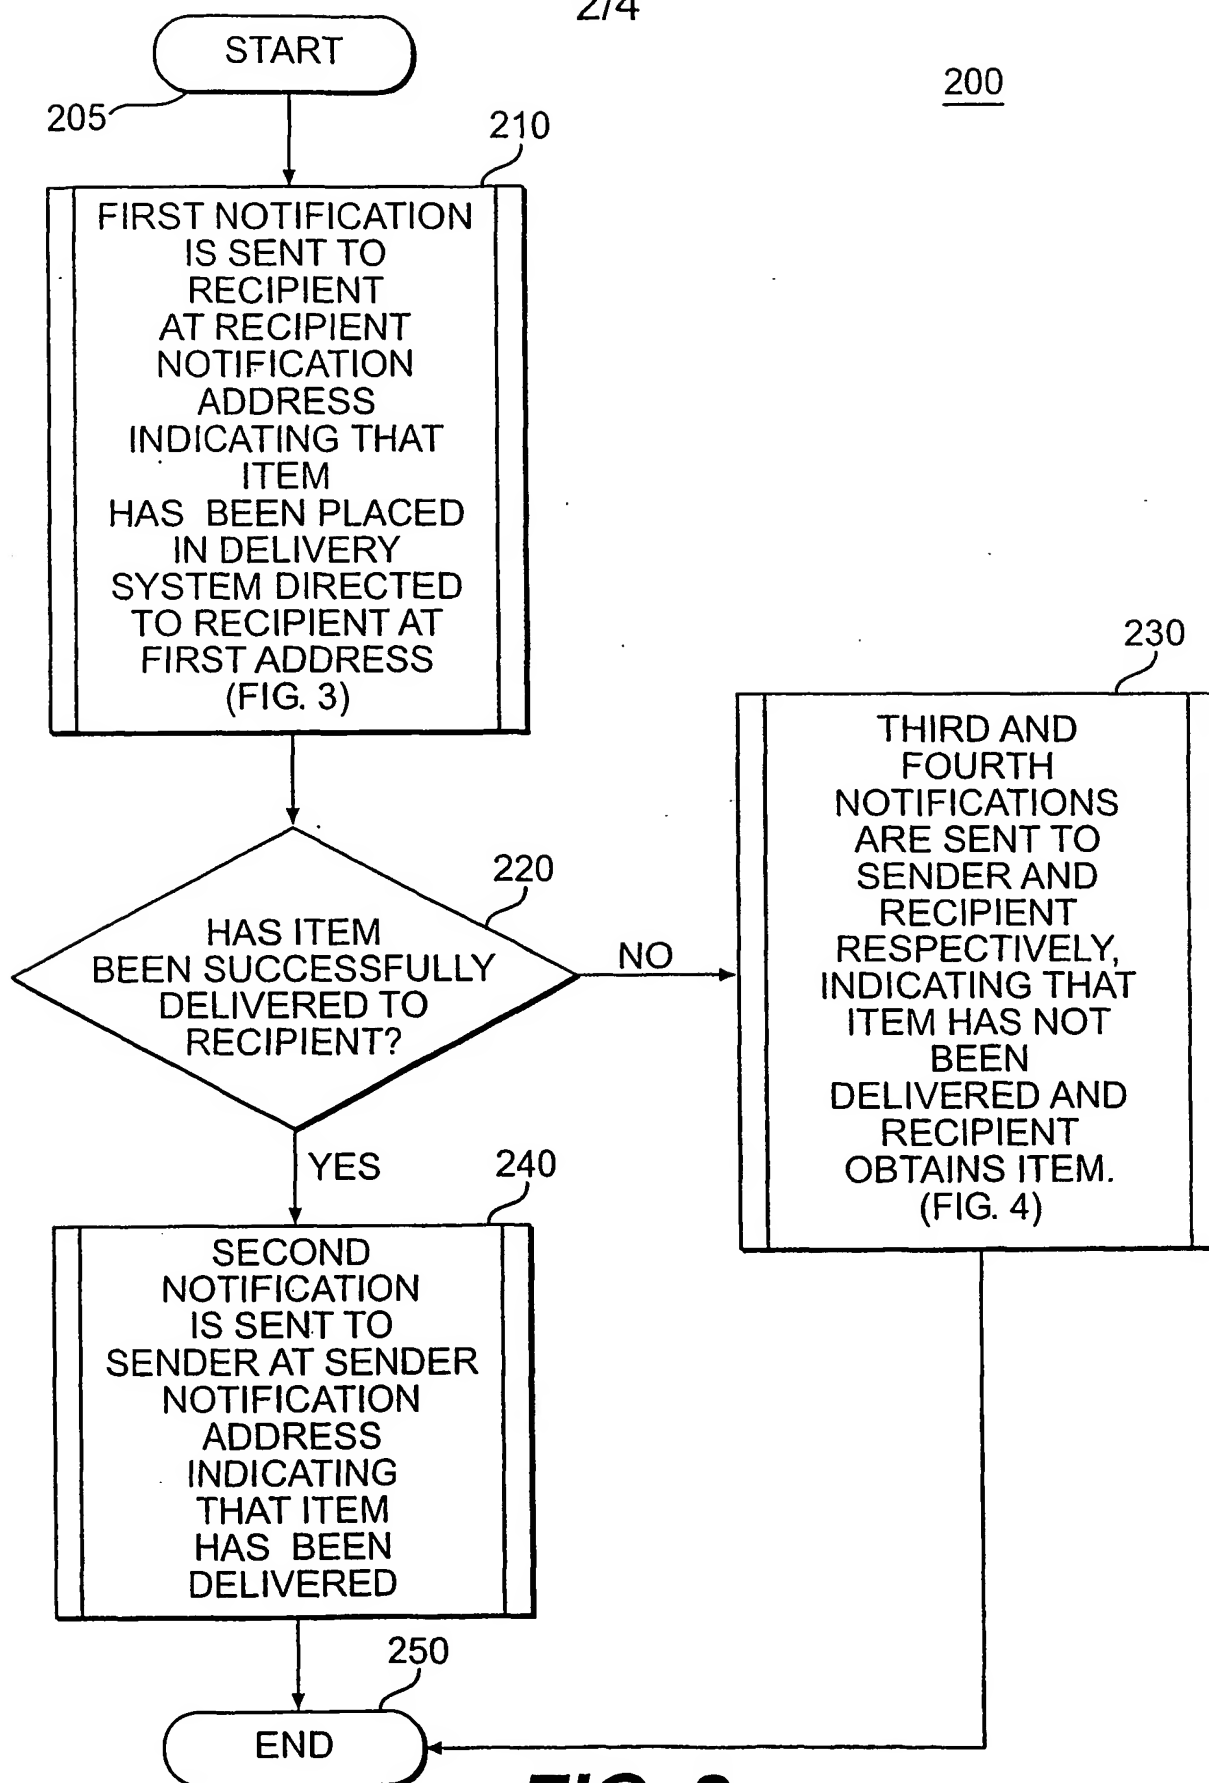 2/4
START
200
205
210
FIRST NOTIFICATION
IS SENT TO
RECIPIENT
AT RECIPIENT
NOTIFICATION
ADDRESS
INDICATING THAT
ITEM
HAS BEEN PLACED
IN DELIVERY
SYSTEM DIRECTED
TO RECIPIENT AT
FIRST ADDRESS
(FIG. 3)
220
HAS ITEM
BEEN SUCCESSFULLY
DELIVERED TO
RECIPIENT?
NO
230
THIRD AND
FOURTH
NOTIFICATIONS
ARE SENT TO
SENDER AND
RECIPIENT
RESPECTIVELY,
INDICATING THAT
ITEM HAS NOT
BEEN
DELIVERED AND
RECIPIENT
OBTAINS ITEM.
(FIG. 4)
YES
240
SECOND
NOTIFICATION
IS SENT TO
SENDER AT SENDER
NOTIFICATION
ADDRESS
INDICATING
THAT ITEM
HAS BEEN
DELIVERED
250
END
FIG.